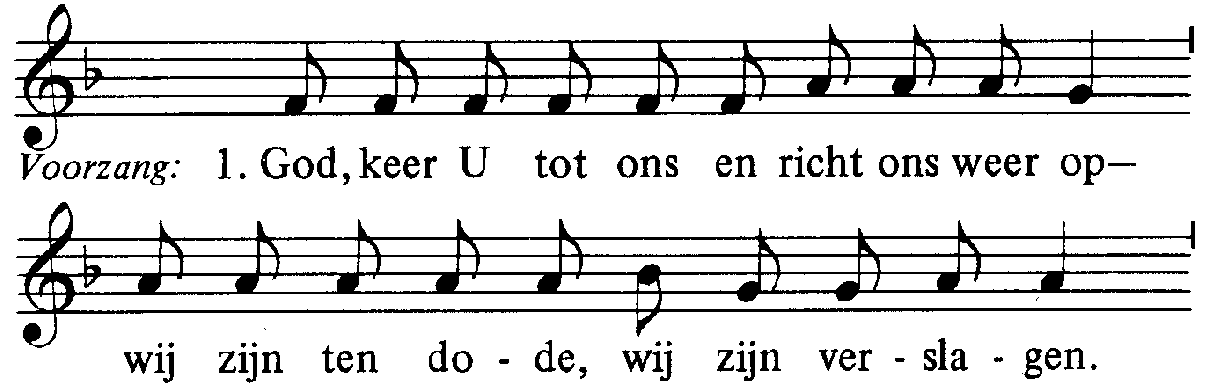 Voorzang: 1. God, keer U tot ons en richt ons weer op–
wij zijn ten do - de, wij zijn ver - sla - gen.